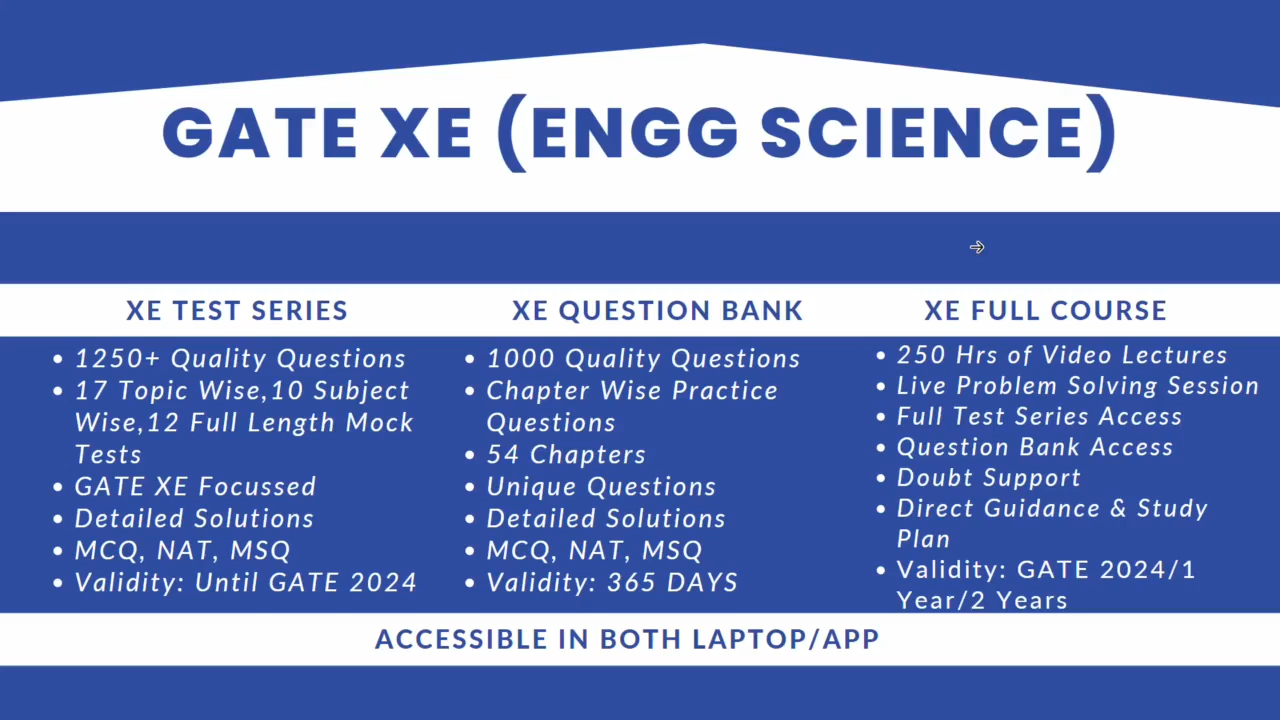 GATE XE (ENGG SCIENCE)
XE TEST SERIES
• 1250+ Quality Questions
• 17 Topic Wise,10 Subject
Wise,12 Full Length Mock
Tests
• GATE XE Focussed
• Detailed Solutions
• MCQ, NAT, MSQ
• Validity: Until GATE 2024
XE QUESTION BANK
• 1000 Quality Questions
• Chapter Wise Practice
Questions
• 54 Chapters
• Unique Questions
• Detailed Solutions
• MCQ, NAT, MSQ
• Validity: 365 DAYS
XE FULL COURSE
• 250 Hrs of Video Lectures
• Live Problem Solving Session
• Full Test Series Access
• Question Bank Access
• Doubt Support
• Direct Guidance & Study
Plan
• Validity: GATE 2024/1
Year/2 Years
ACCESSIBLE IN BOTH LAPTOP/APP